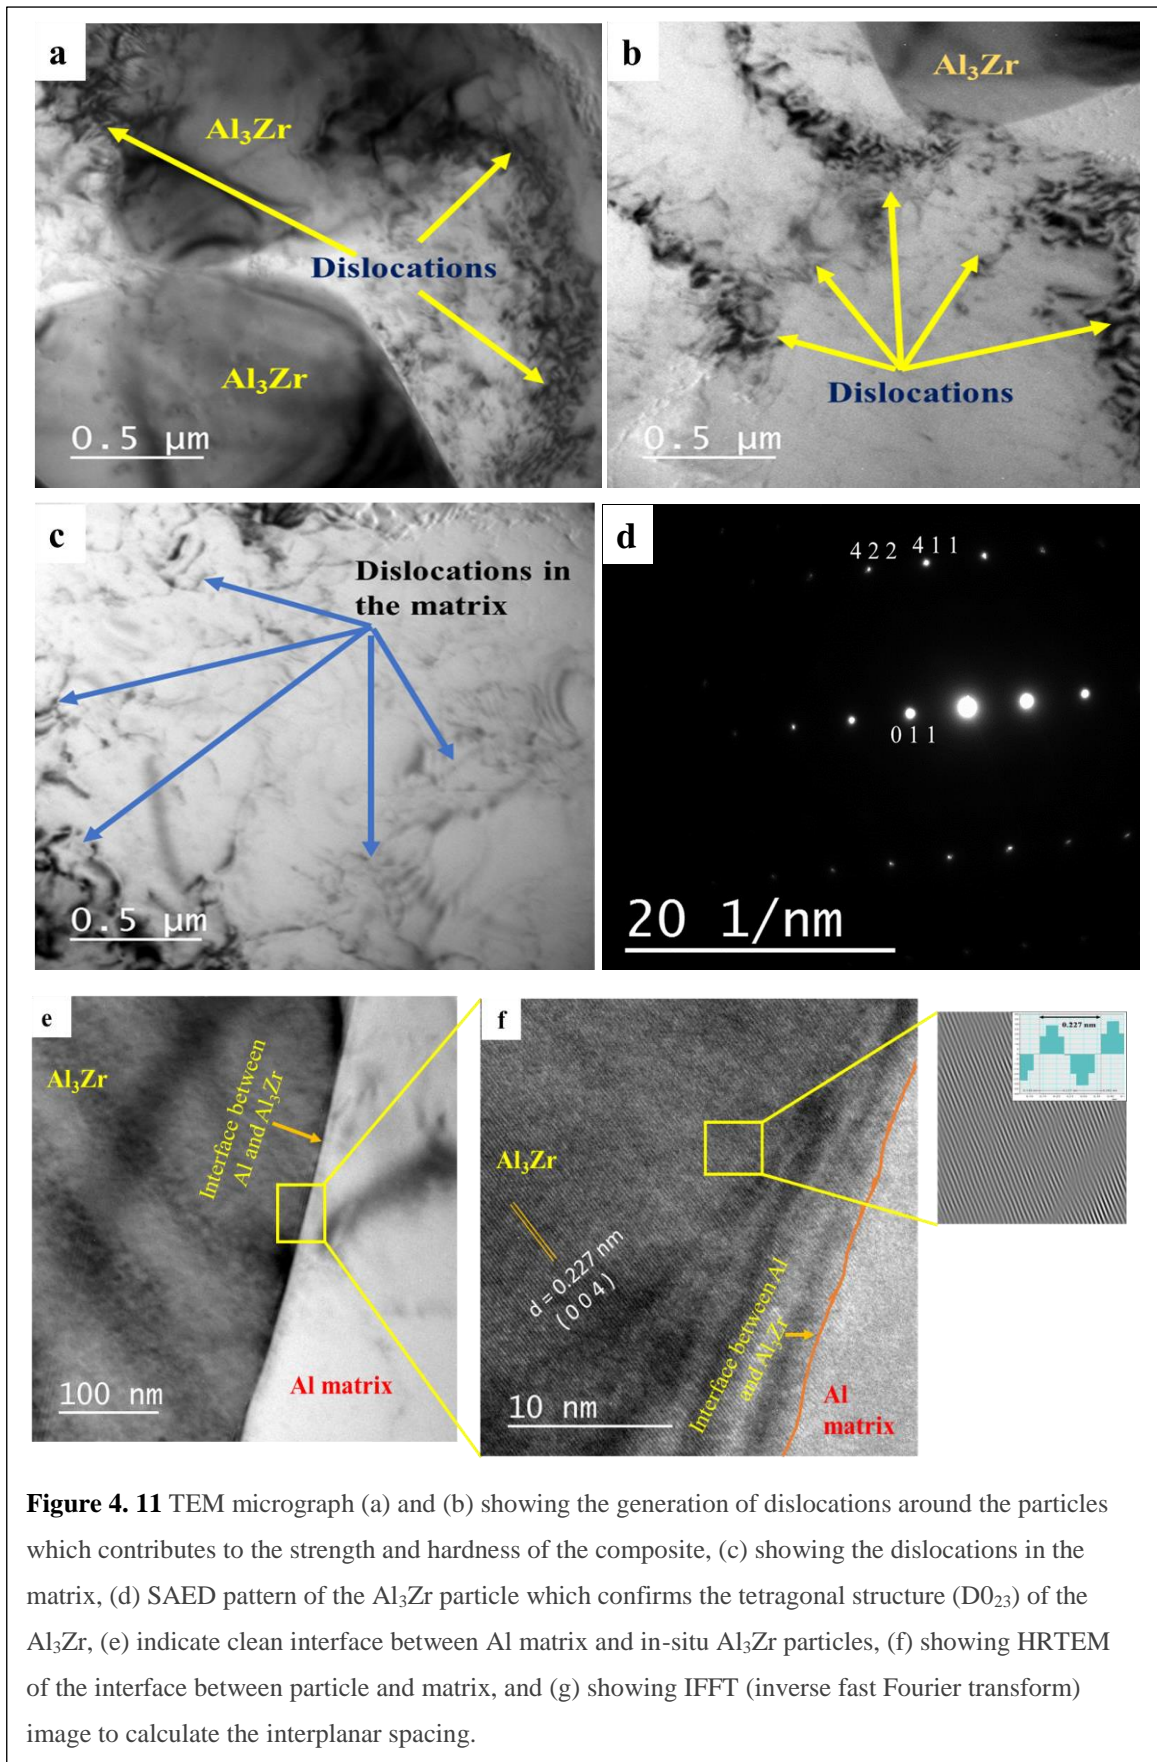 a
Al₃Zr
Dislocations
Al₃Zr
0.5 µm
b
Al₃Zr
Dislocations
0.5 µm
c
Dislocations in
the matrix
0.5 µm
d
4 2 2 4 1 1
0 1 1
20 1/nm
e
Al₃Zr
Interface between
Al and Al₃Zr
Al matrix
100 nm
f
Al₃Zr
d = 0.227 nm
(0 0 4)
Interface between Al
and Al₃Zr
Al
matrix
10 nm
0.227 nm
Figure 4. 11 TEM micrograph (a) and (b) showing the generation of dislocations around the particles
which contributes to the strength and hardness of the composite, (c) showing the dislocations in the
matrix, (d) SAED pattern of the Al₃Zr particle which confirms the tetragonal structure (D0₂₃) of the
Al₃Zr, (e) indicate clean interface between Al matrix and in-situ Al₃Zr particles, (f) showing HRTEM
of the interface between particle and matrix, and (g) showing IFFT (inverse fast Fourier transform)
image to calculate the interplanar spacing.